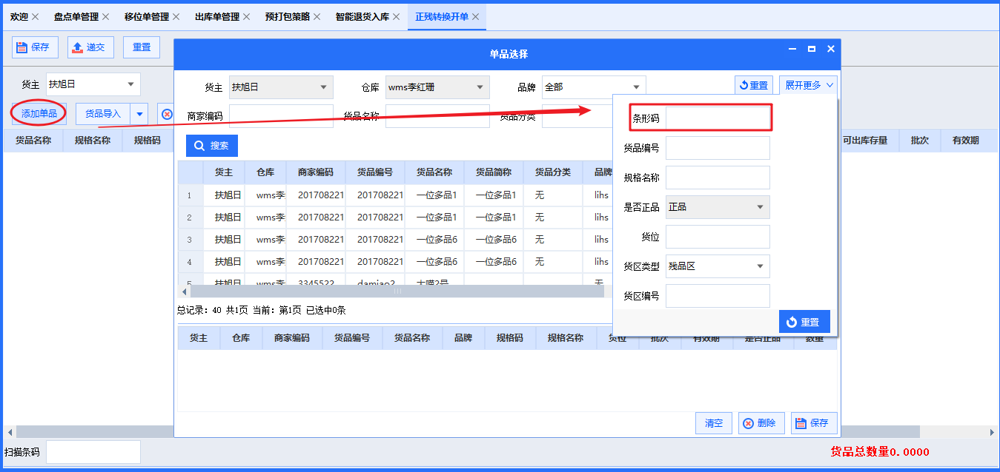 欢迎 盘点单管理 移位单管理 出库单管理 预打包策略 智能退货入库 正残转换开单
保存 递交 重置
单品选择
货主 扶旭日
货主 扶旭日 仓库 wms李红珊 品牌 全部 重置 展开更多
添加单品 货品导入
商家编码 货品名称 货品分类
条形码
货品名称 规格名称 规格码
可出库存量 批次 有效期
搜索
货品编号
货主 仓库 商家编码 货品编号 货品名称 货品简称 货品分类 品牌
规格名称
1 扶旭日 wms李 201708221 201708221 一位多品1 一位多品1 无 lihs
是否正品 正品
2 扶旭日 wms李 201708221 201708221 一位多品1 一位多品1 无 lihs
货位
3 扶旭日 wms李 201708221 201708221 一位多品6 一位多品6 无 lihs
4 扶旭日 wms李 201708221 201708221 一位多品6 一位多品6 无 lihs
货区类型 残品区
5 扶旭日 wms李 3345522 damiao2 大喵2号 无
货区编号
总记录: 40 共1页 当前: 第1页 已选中0条
重置
货主 仓库 商家编码 货品编号 货品名称 品牌 规格码 规格名称 货位 批次 有效期 是否正品 数量
清空 删除 保存
扫描条码
货品总数量0.0000